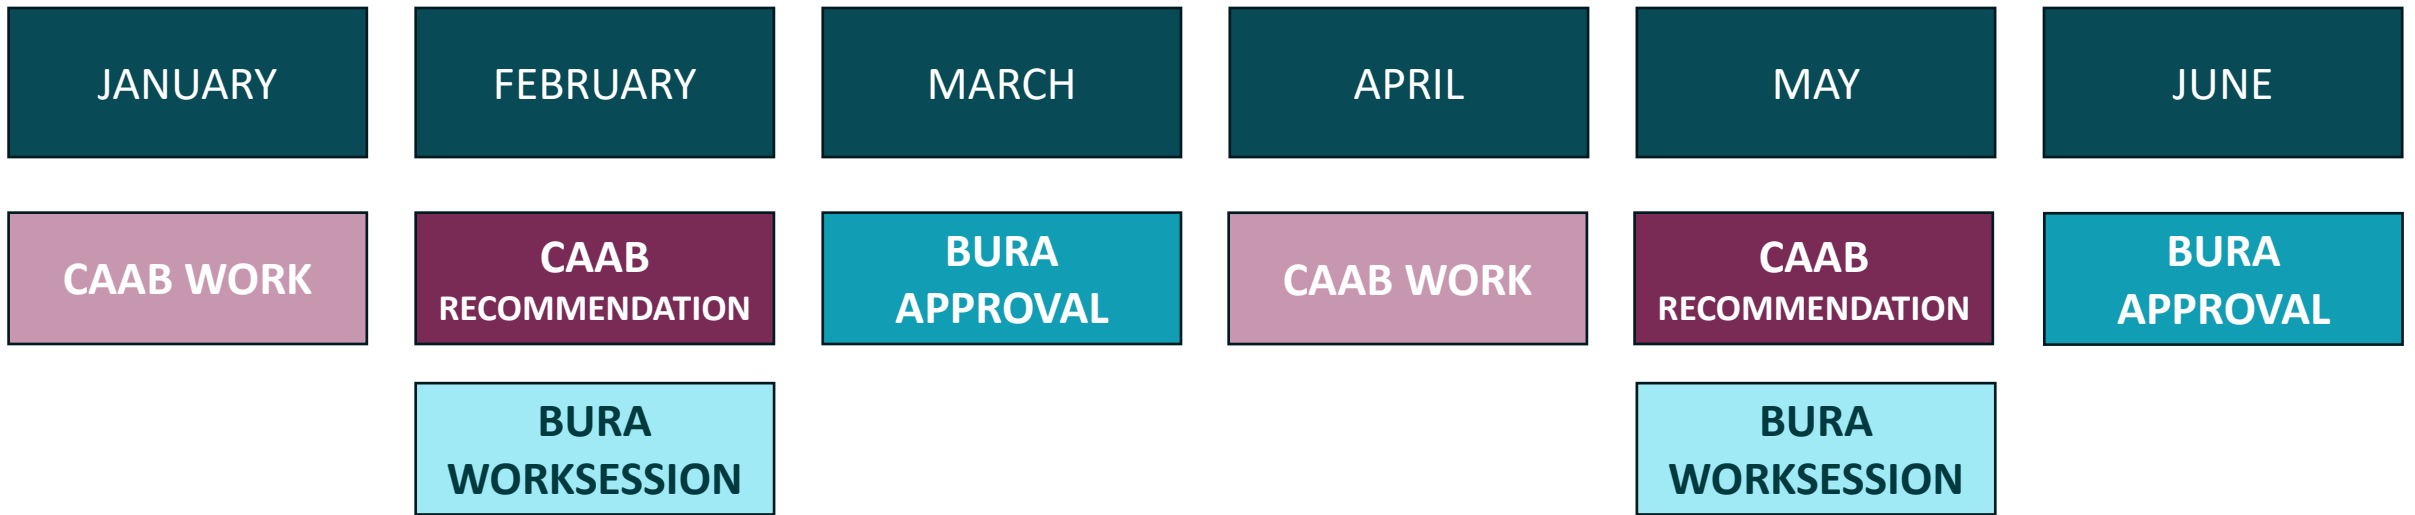 JANUARY
FEBRUARY
MARCH
APRIL
MAY
JUNE
CAAB WORK
CAAB
RECOMMENDATION
BURA
APPROVAL
CAAB WORK
CAAB
RECOMMENDATION
BURA
APPROVAL
BURA
WORKSESSION
BURA
WORKSESSION